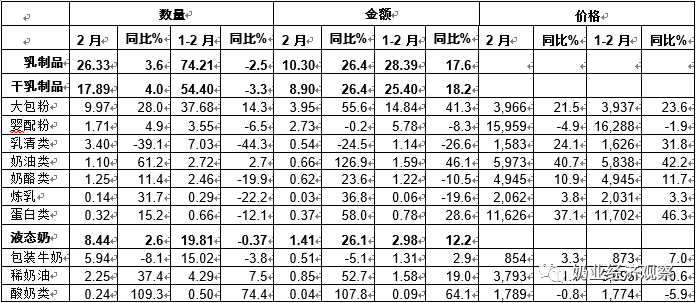 数量 金额 价格
2月 同比% 1-2月 同比% 2月 同比% 1-2月 同比% 2月 同比% 1-2月 同比%
乳制品 26.33 3.6 74.21 -2.5 10.30 26.4 28.39 17.6
干乳制品 17.89 4.0 54.40 -3.3 8.90 26.4 25.40 18.2
大包粉 9.97 28.0 37.68 14.3 3.95 55.6 14.84 41.3 3,966 21.5 3,937 23.6
婴配粉 1.71 4.9 3.55 -6.5 2.73 -0.2 5.78 -8.3 15,959 -4.9 16,288 -1.9
乳清类 3.40 -39.1 7.03 -44.3 0.54 -24.5 1.14 -26.6 1,583 24.1 1,626 31.8
奶油类 1.10 61.2 2.72 2.7 0.66 126.9 1.59 46.1 5,973 40.7 5,838 42.2
奶酪类 1.25 11.4 2.46 -19.9 0.62 23.6 1.22 -10.5 4,945 10.9 4,945 11.7
炼乳 0.14 31.7 0.29 -22.2 0.03 36.8 0.06 -19.6 2,062 3.8 2,031 3.3
蛋白类 0.32 15.2 0.66 -12.1 0.37 58.0 0.78 28.6 11,626 37.1 11,702 46.3
液态奶 8.44 2.6 19.81 -0.37 1.41 26.1 2.98 12.2
包装牛奶 5.94 -8.1 15.02 -3.8 0.51 -5.1 1.31 2.9 854 3.3 873 7.0
稀奶油 2.25 37.4 4.29 7.5 0.85 52.7 1.58 19.0 3,793
酸奶类 0.24 109.3 0.50 74.4 0.04 107.8 0.09 64.1 1,789 -0.8 1,774 -5.9
奶业经济观察